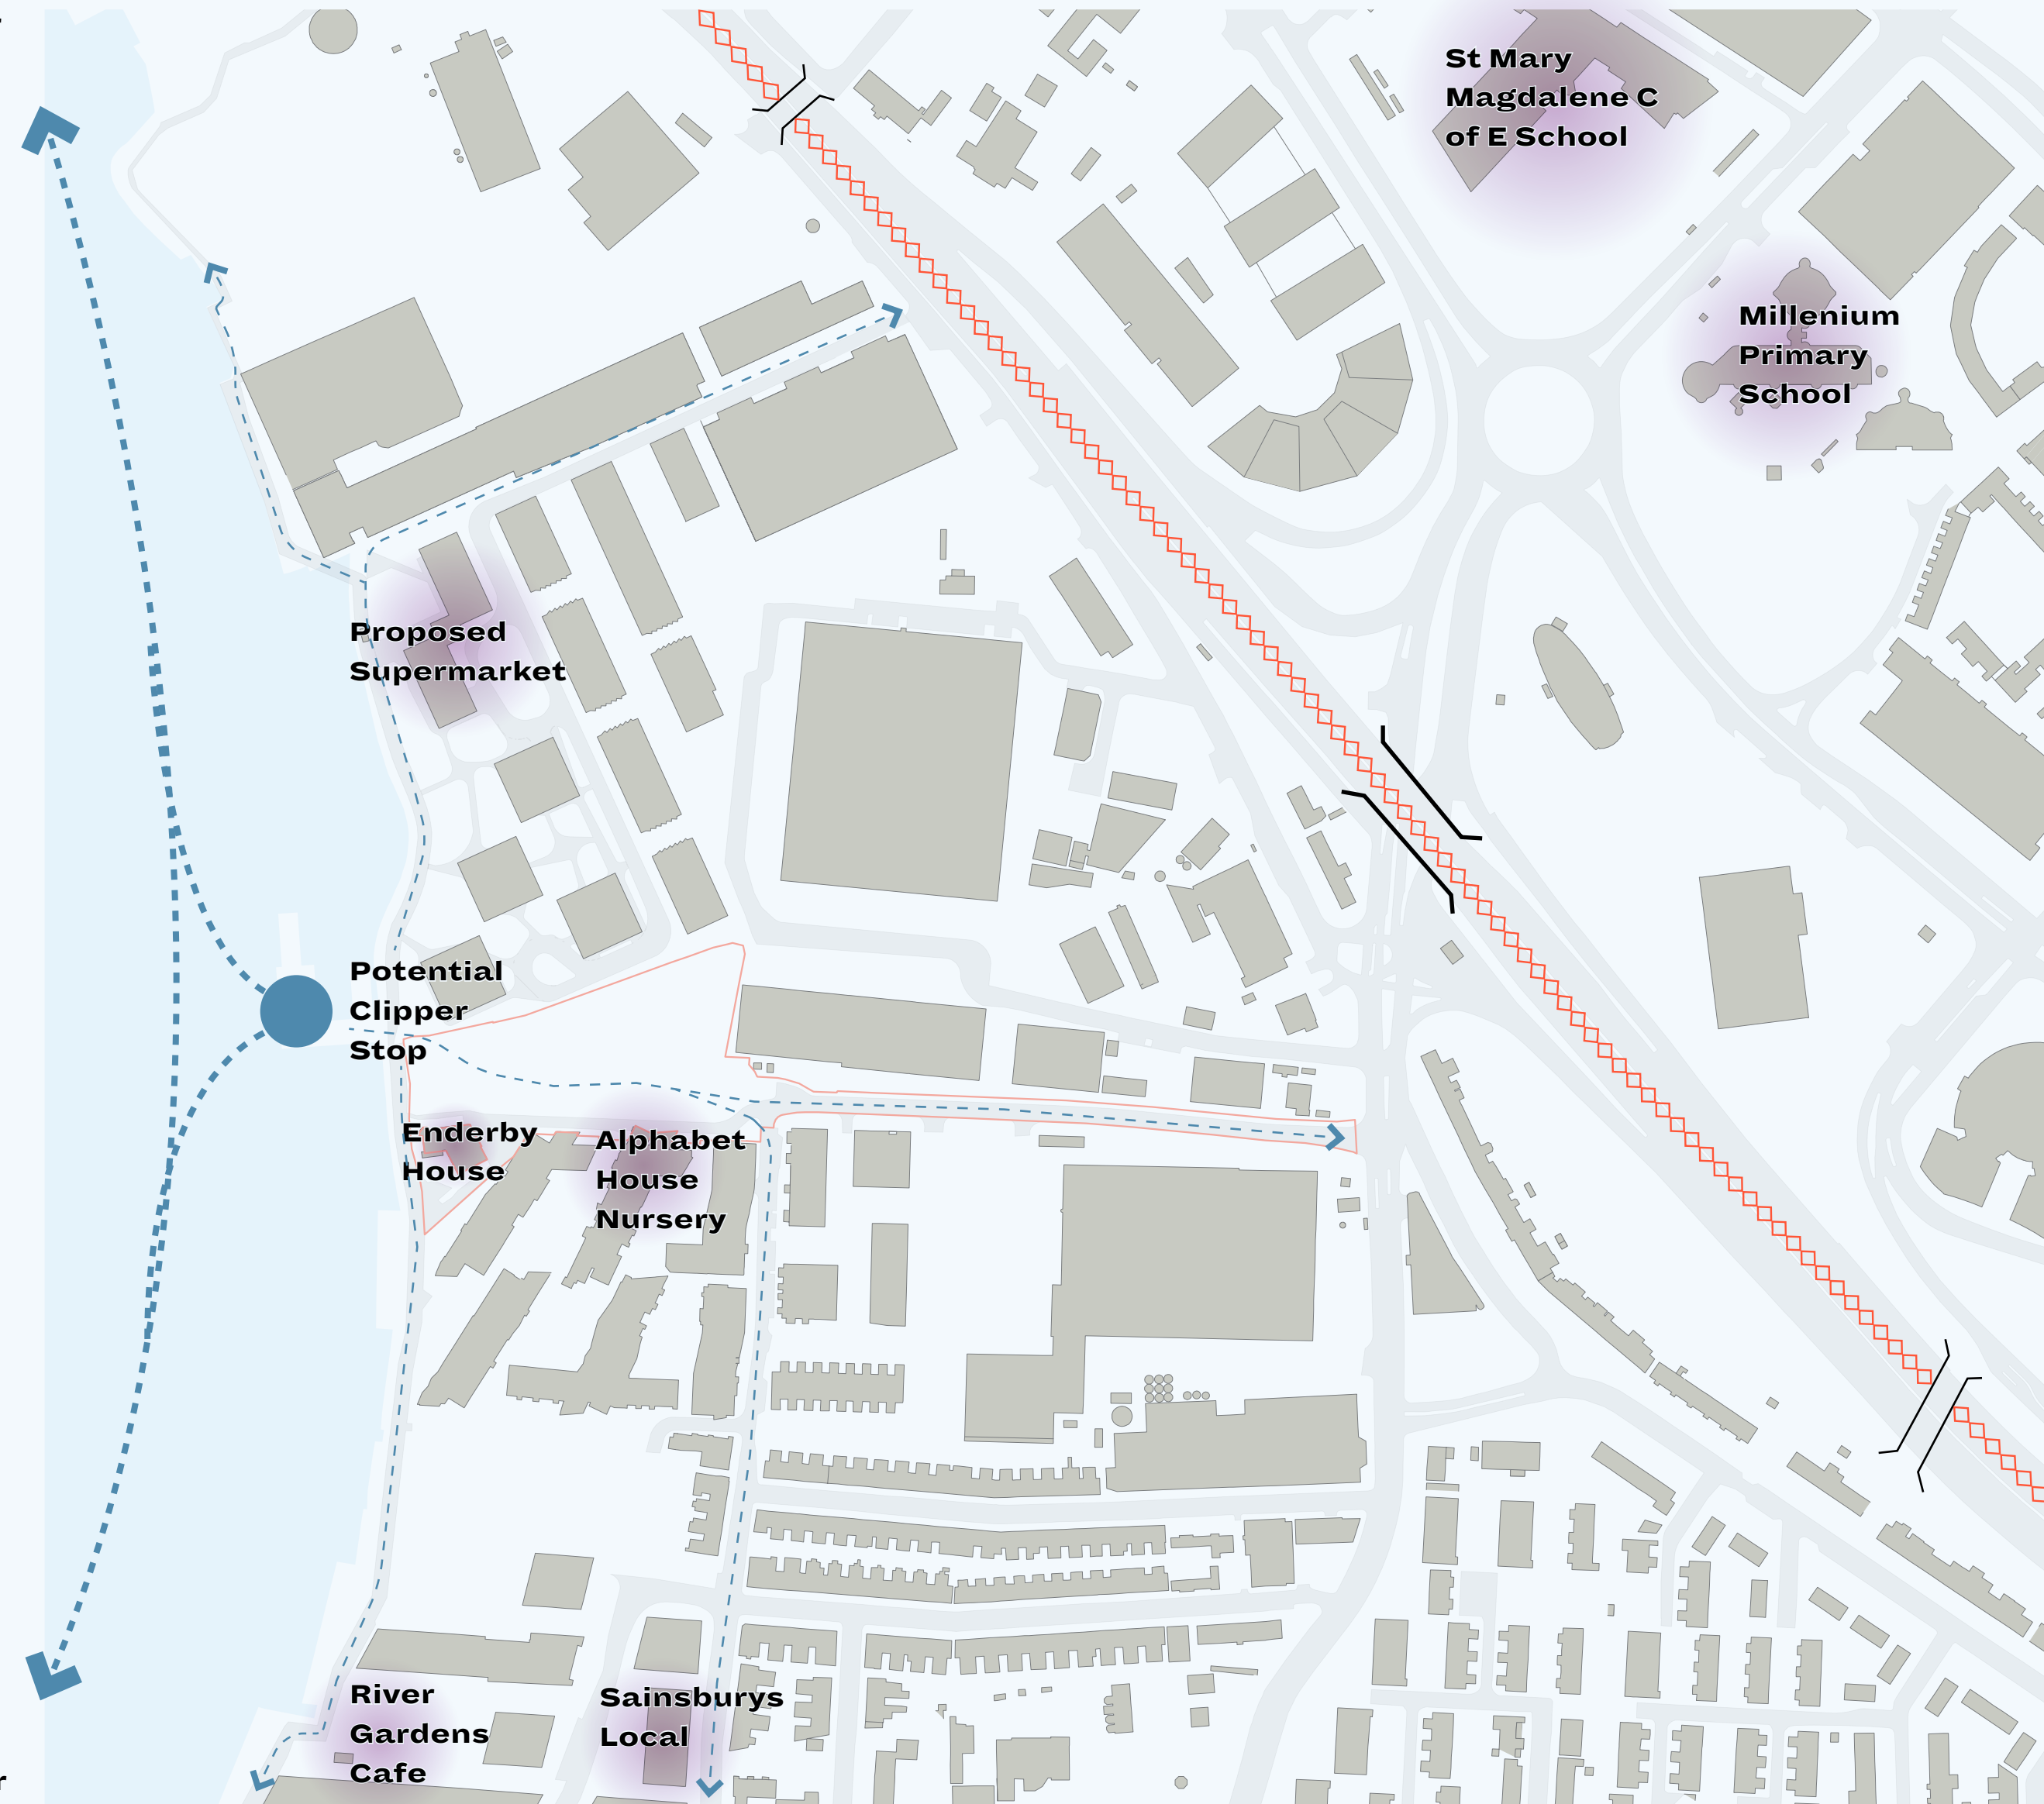 St Mary
Magdalene C
of E School
Millenium
Primary
School
Proposed
Supermarket
Potential
Clipper
Stop
Enderby
House
Alphabet
House
Nursery
River
Gardens
Cafe
Sainsburys
Local